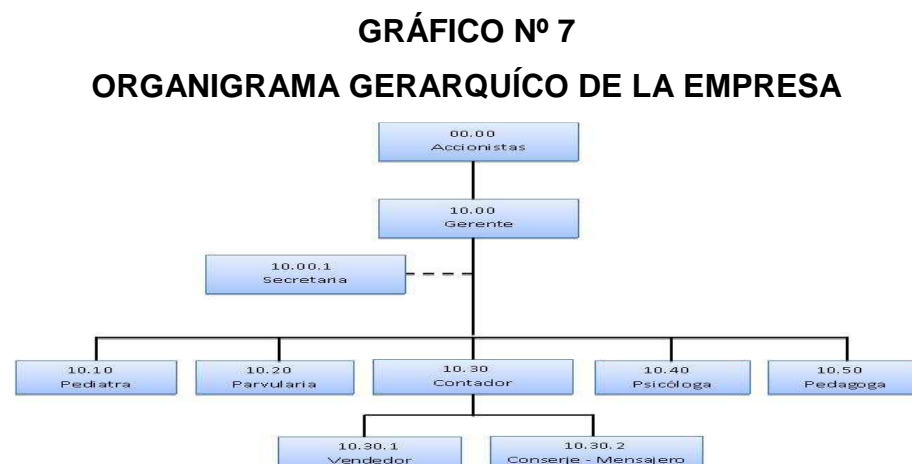 GRÁFICO Nº 7
ORGANIGRAMA GERARQUÍCO DE LA EMPRESA
00.00
Accionistas
10.00
Gerente
10.00.1
Secretaria
10.10
Pediatra
10.20
Parvularia
10.30
Contador
10.40
Psicóloga
10.50
Pedagoga
10.30.1
Vendedor
10.30.2
Conserje - Mensajero